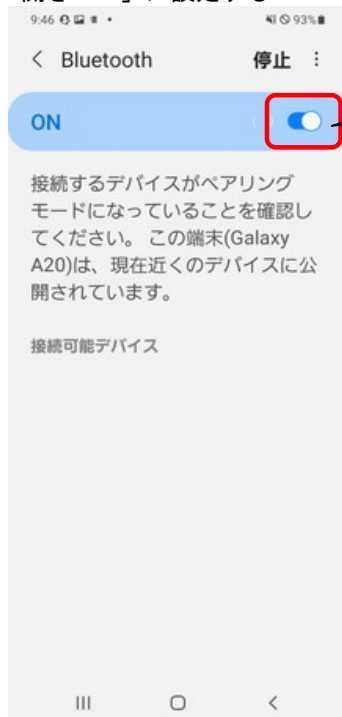 9:46
93%
Bluetooth
停止
ON
接続するデバイスがペアリング
モードになっていることを確認し
てください。 この端末(Galaxy
A20)は、現在近くのデバイスに公
開されています。
接続可能デバイス